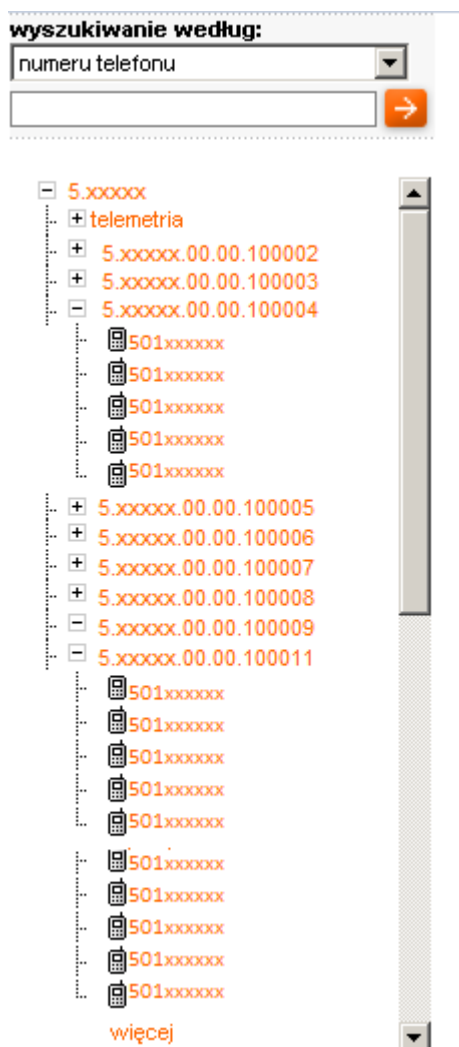 wyszukiwanie według:
numeru telefonu
5.xxxxx
telemetria
5.xxxxx.00.00.100002
5.xxxxx.00.00.100003
5.xxxxx.00.00.100004
501xxxxxx
501xxxxxx
501xxxxxx
501xxxxxx
501xxxxxx
5.xxxxx.00.00.100005
5.xxxxx.00.00.100006
5.xxxxx.00.00.100007
5.xxxxx.00.00.100008
5.xxxxx.00.00.100009
5.xxxxx.00.00.100011
501xxxxxx
501xxxxxx
501xxxxxx
501xxxxxx
501xxxxxx
501xxxxxx
501xxxxxx
501xxxxxx
501xxxxxx
501xxxxxx
więcej